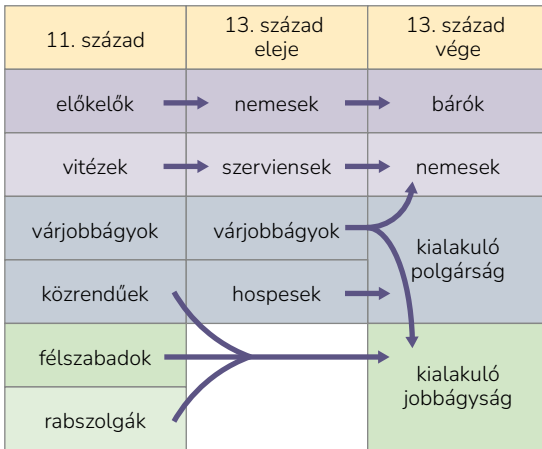 11. század
13. század
eleje
13. század
vége
előkelők
nemesek
bárók
vitézek
szerviensek
nemesek
várjobbágyok
várjobbágyok
kialakuló
polgárság
közrendűek
hospesek
félszabadok
kialakuló
jobbágyság
rabszolgák